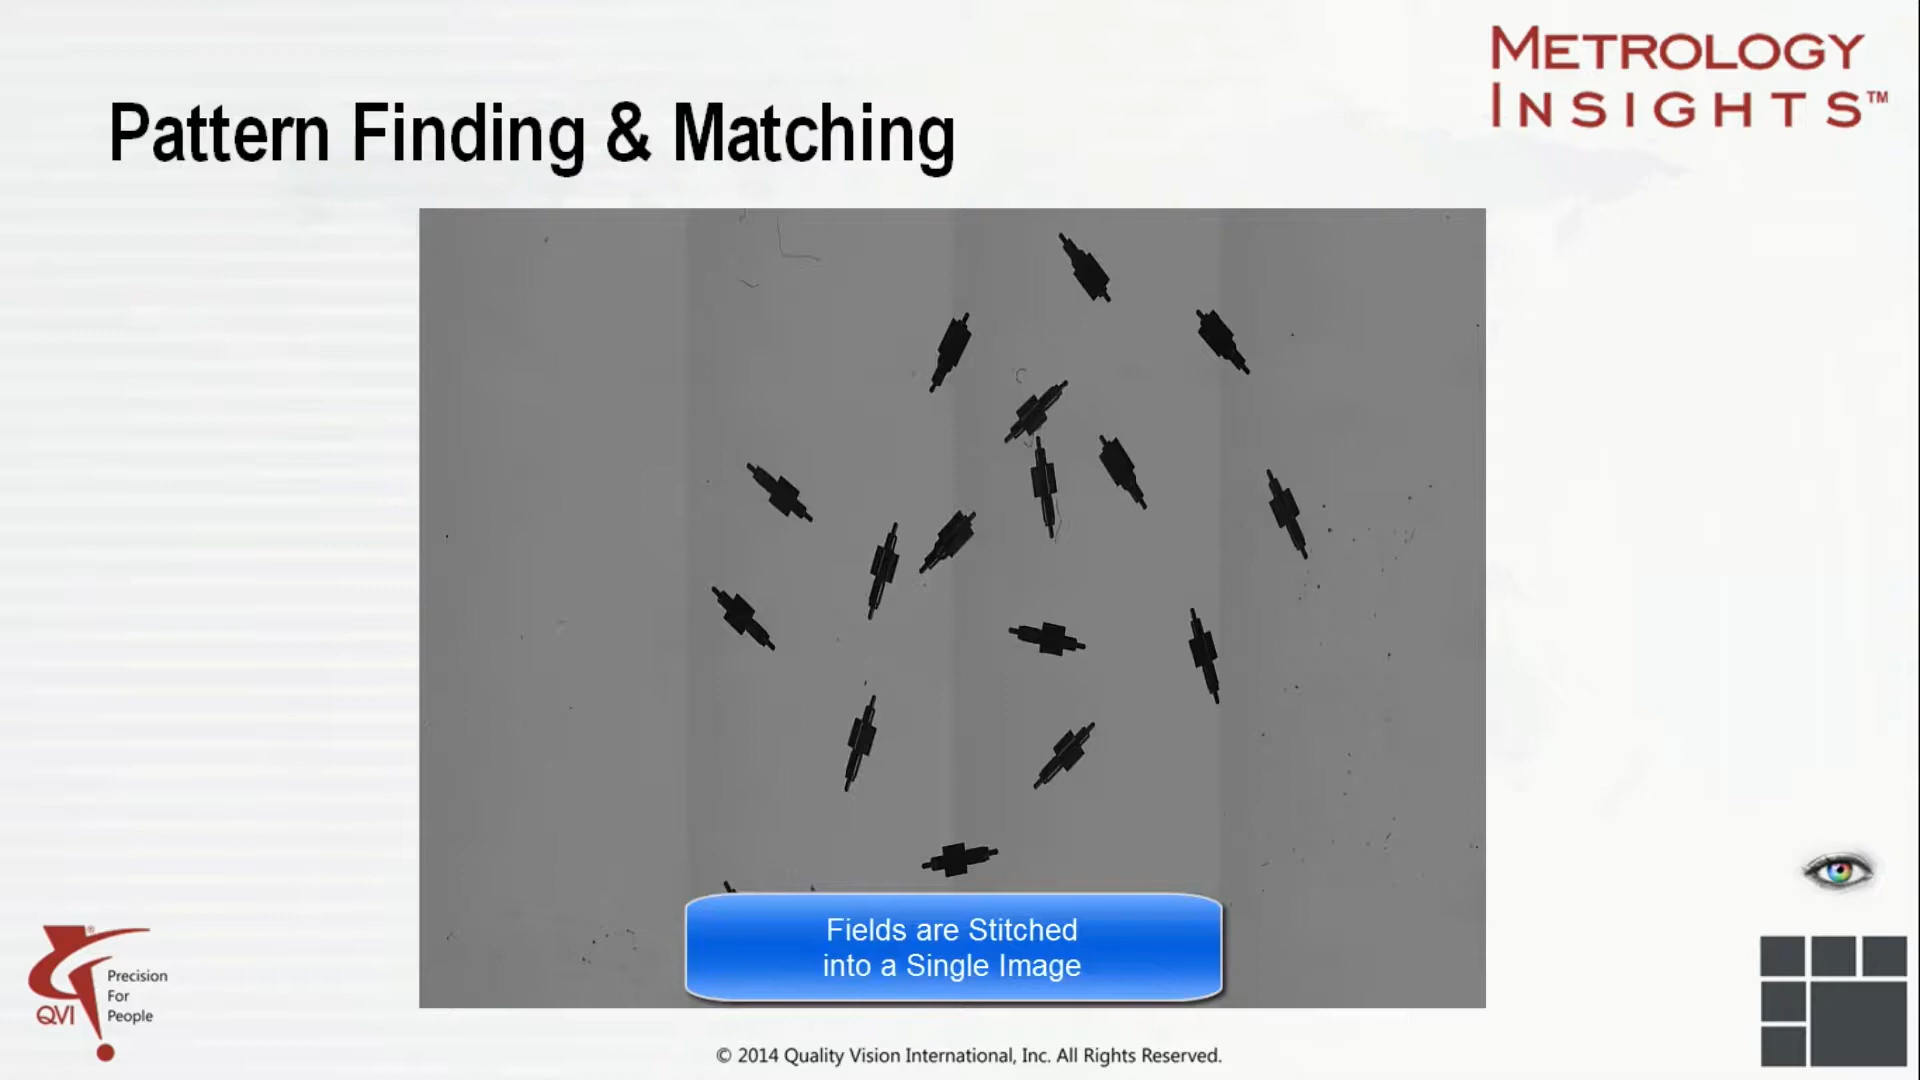 METROLOGY
INSIGHTS™
Pattern Finding & Matching
Fields are Stitched
into a Single Image
QVI®
Precision
For
People
© 2014 Quality Vision International, Inc. All Rights Reserved.